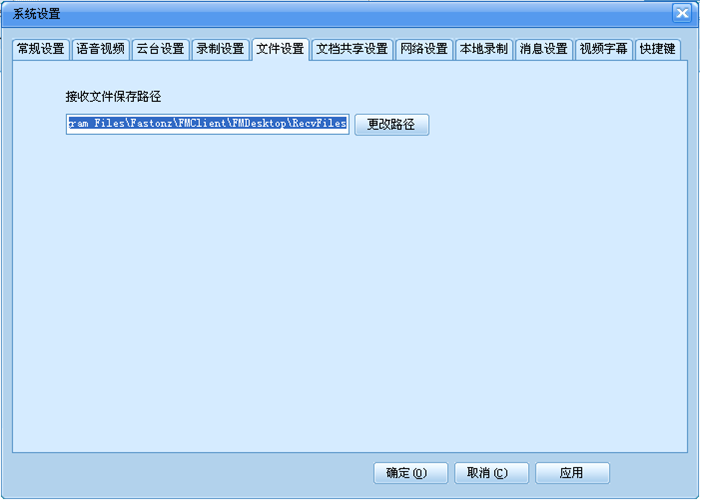 系统设置
常规设置 语音视频 云台设置 录制设置 文件设置 文档共享设置 网络设置 本地录制 消息设置 视频字幕 快捷键
接收文件保存路径
gram Files\Fastonz\FMClient\FMDesktop\RecvFiles 更改路径
确定(O) 取消(C) 应用